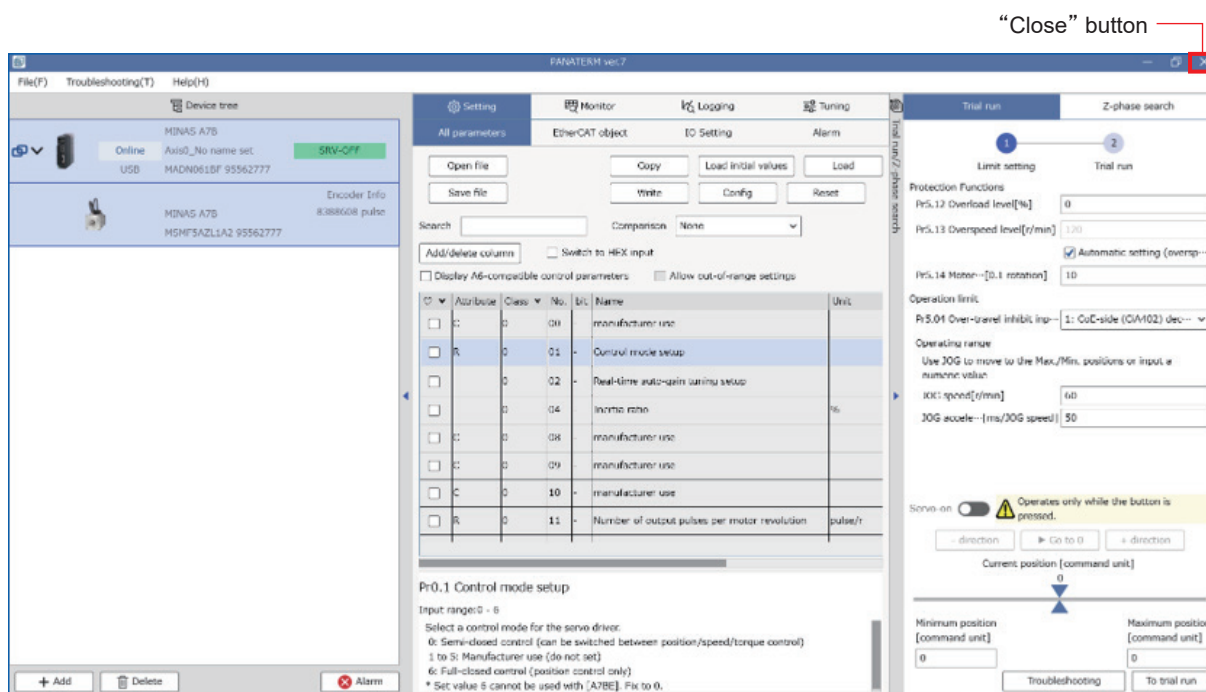 “Close” button
PANATERM ver.7
File(F) Troubleshooting(T) Help(H)
Device tree
MINAS A7B
Online Axis0_No name set SRV-OFF
USB MADN061BF 95562777
Encoder Info
MINAS A7B 8388608 pulse
MSMF5AZL1A2 95562777
+ Add Delete Alarm
Setting Monitor Logging Tuning
All parameters EtherCAT object IO Setting Alarm
Open file Copy Load initial values Load
Save file Write Config Reset
Search Comparison None
Add/delete column Switch to HEX input
Display A6-compatible control parameters Allow out-of-range settings
Attribute Class No. bit Name Unit
C 0 00 - manufacturer use
R 0 01 - Control mode setup
0 02 - Real-time auto-gain tuning setup
0 04 - Inertia ratio %
C 0 08 - manufacturer use
C 0 09 - manufacturer use
C 0 10 - manufacturer use
R 0 11 - Number of output pulses per motor revolution pulse/r
Pr0.1 Control mode setup
Input range:0 - 6
Select a control mode for the servo driver.
0: Semi-closed control (can be switched between position/speed/torque control)
1 to 5: Manufacturer use (do not set)
6: Full-closed control (position control only)
* Set value 6 cannot be used with [A7BE]. Fix to 0.
Trial run/Z-phase search
Trial run Z-phase search
1 2
Limit setting Trial run
Protection Functions
Pr5.12 Overload level[%] 0
Pr5.13 Overspeed level[r/min] 120
Automatic setting (oversp···
Pr5.14 Motor···[0.1 rotation] 10
Operation limit
Pr5.04 Over-travel inhibit inp··· 1: CoE-side (CiA402) dec···
Operating range
Use JOG to move to the Max./Min. positions or input a
numeric value
JOG speed[r/min] 60
JOG accele···[ms/JOG speed] 50
Servo-on Operates only while the button is
pressed.
- direction Go to 0 + direction
Current position [command unit]
0
Minimum position Maximum position
[command unit] [command unit]
0 0
Troubleshooting To trial run